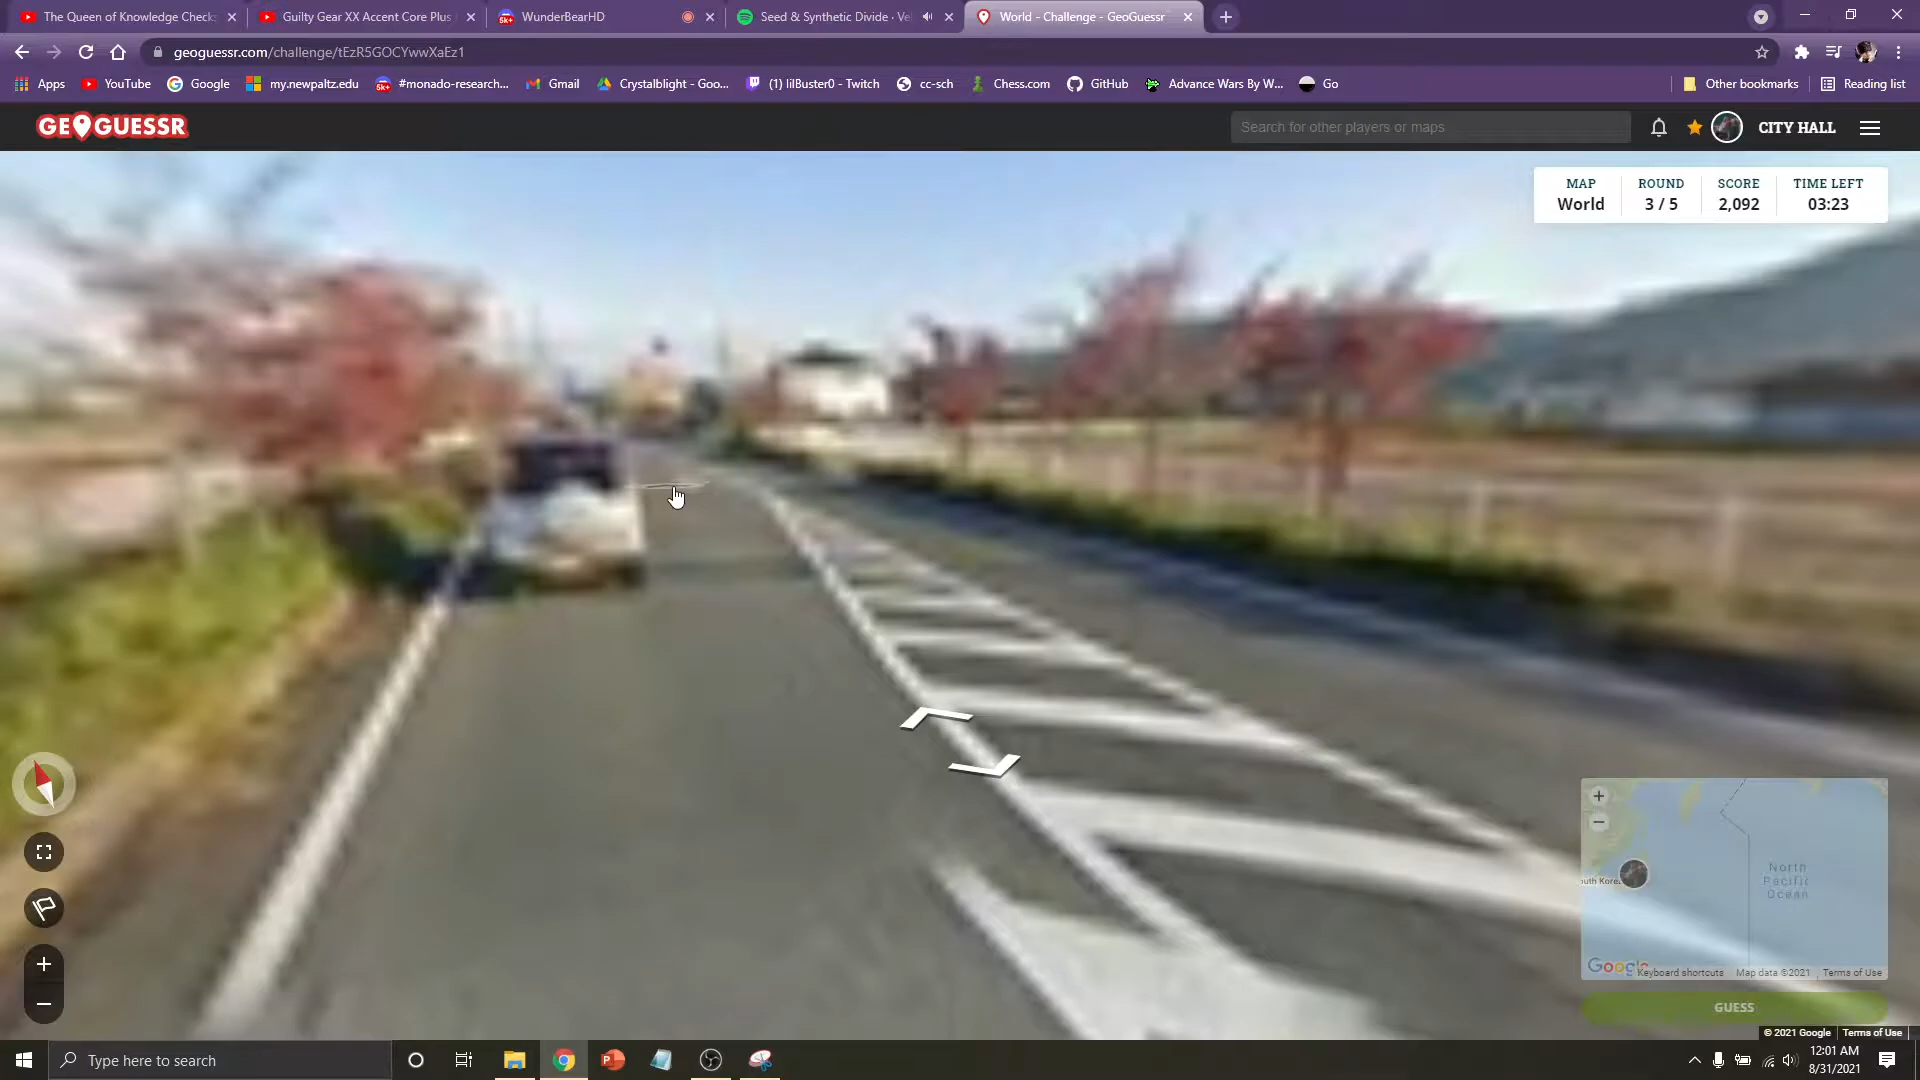 The Queen of Knowledge Check
Guilty Gear XX Accent Core Plus
WunderBearHD
Seed & Synthetic Divide · Ve
World - Challenge - GeoGuessr
geoguessr.com/challenge/tEzR5GOCYwwXaEz1
Apps
YouTube
Google
my.newpaltz.edu
#monado-research...
Gmail
Crystalblight - Goo...
(1) lilBuster0 - Twitch
cc-sch
Chess.com
GitHub
Advance Wars By W...
Go
Other bookmarks
Reading list
GEOGUESSR
Search for other players or maps
CITY HALL
MAP
World
ROUND
3 / 5
SCORE
2,092
TIME LEFT
03:23
outh Kore
North
Pacific
Ocean
Google
Keyboard shortcuts
Map data ©2021
Terms of Use
GUESS
© 2021 Google
Terms of Use
Type here to search
12:01 AM
8/31/2021